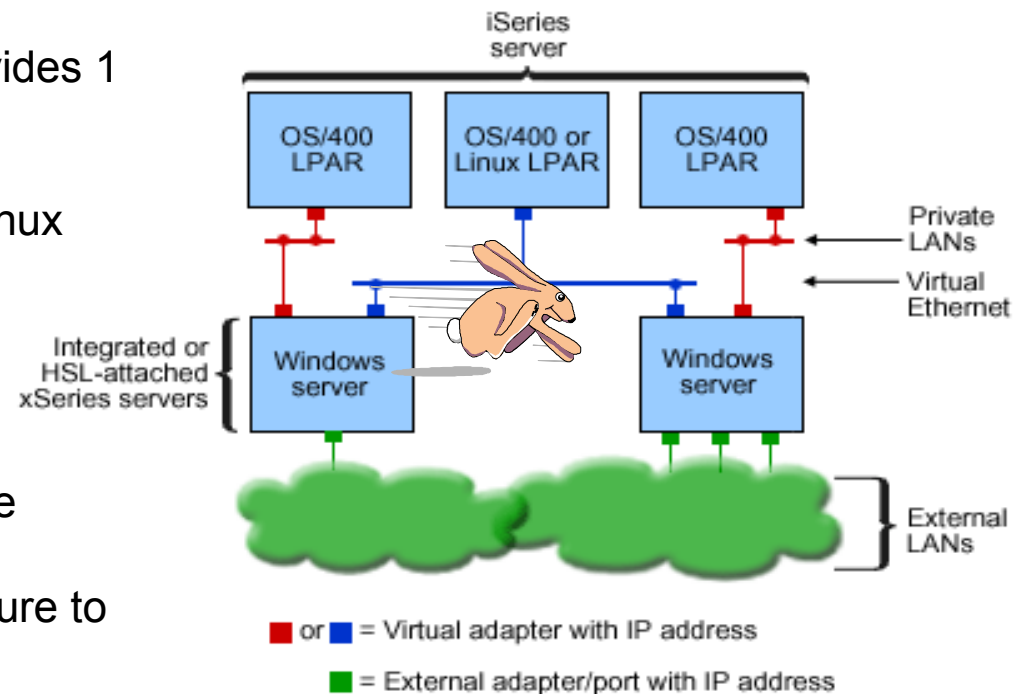 iSeries
server
vides 1
OS/400
LPAR
OS/400 or
Linux LPAR
OS/400
LPAR
nux
Private
LANs
Virtual
Ethernet
Integrated or
HSL-attached
xSeries servers
Windows
server
Windows
server
e
External
LANs
ure to
or = Virtual adapter with IP address
= External adapter/port with IP address